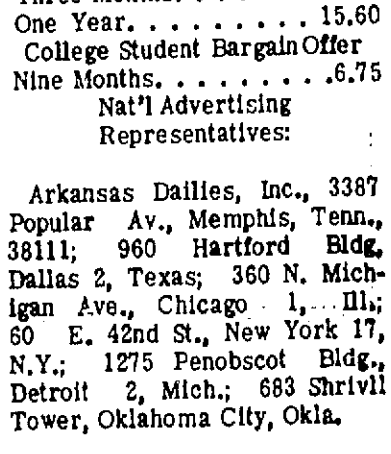 One Year. . . . . . . . . 15.60
College Student Bargain Offer
Nine Months. . . . . . . . .6.75
Nat'l Advertising
Representatives:
Arkansas Dailies, Inc., 3387
Popular Av., Memphis, Tenn.,
38111; 960 Hartford Bldg,
Dallas 2, Texas; 360 N. Mich-
igan Ave., Chicago 1, Ill.;
60 E. 42nd St., New York 17,
N.Y.; 1275 Penobscot Bldg.,
Detroit 2, Mich.; 683 Shrivll
Tower, Oklahoma City, Okla.